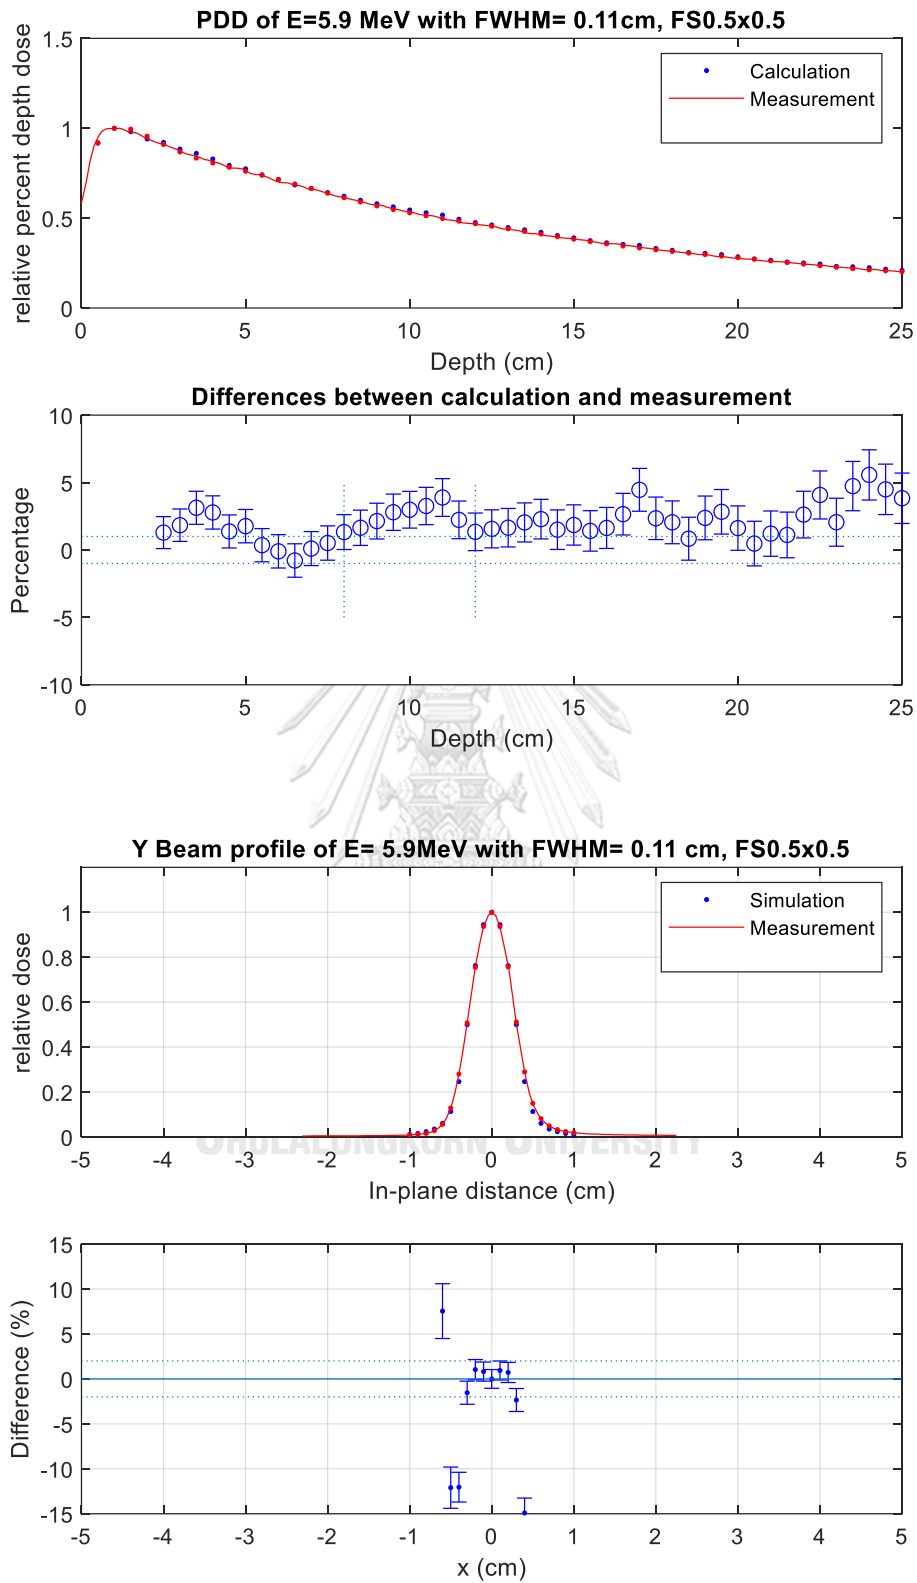 PDD of E=5.9 MeV with FWHM= 0.11cm, FS0.5x0.5
relative percent depth dose
1.5
1
0.5
0
Calculation
Measurement
0 5 10 15 20 25
Depth (cm)
Differences between calculation and measurement
Percentage
10
5
0
-5
-10
0 5 10 15 20 25
Depth (cm)
Y Beam profile of E= 5.9MeV with FWHM= 0.11 cm, FS0.5x0.5
relative dose
1
0.8
0.6
0.4
0.2
0
Simulation
Measurement
CHULALONGKORN UNIVERSITY
-5 -4 -3 -2 -1 0 1 2 3 4 5
In-plane distance (cm)
Difference (%)
15
10
5
0
-5
-10
-15
-5 -4 -3 -2 -1 0 1 2 3 4 5
x (cm)